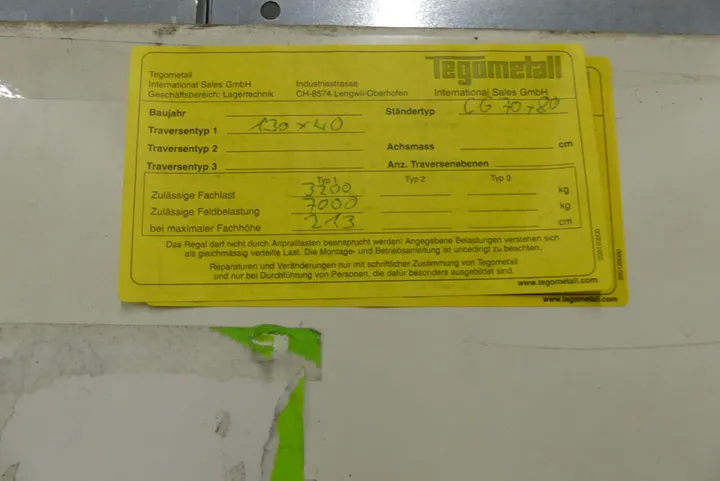 Tegometall
International Sales GmbH
Geschäftsbereich: Lagertechnik
Industriestrasse
CH-8574 Lengwil-Oberhofen
Tegometall
International Sales GmbH
Baujahr
Ständertyp CG 70x80
Traversentyp 1 130x40
Traversentyp 2
Achsmass cm
Traversentyp 3
Anz. Traversenebenen
Typ 1 Typ 2 Typ 3
Zulässige Fachlast 3200 kg
Zulässige Feldbelastung 7000 kg
bei maximaler Fachhöhe 213 cm
Das Regal darf nicht durch Anpralllasten beansprucht werden! Angegebene Belastungen verstehen sich
als gleichmässig verteilte Last. Die Montage- und Betriebsanleitung ist unbedingt zu beachten.
Reparaturen und Veränderungen nur mit schriftlicher Zustimmung von Tegometall
und nur bei Durchführung von Personen, die dafür besonders ausgebildet sind.
www.tegometall.com
www.tegometall.com